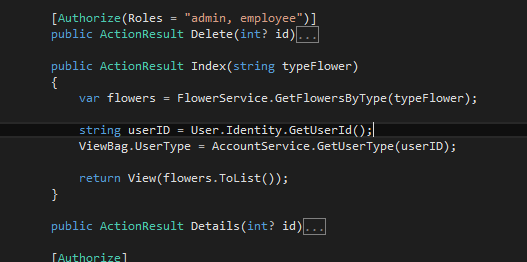 [Authorize(Roles = "admin, employee")]
public ActionResult Delete(int? id)...
public ActionResult Index(string typeFlower)
{
var flowers = FlowerService.GetFlowersByType(typeFlower);
string userID = User.Identity.GetUserId();
ViewBag.UserType = AccountService.GetUserType(userID);
return View(flowers.ToList());
}
public ActionResult Details(int? id)...
[Authorize]